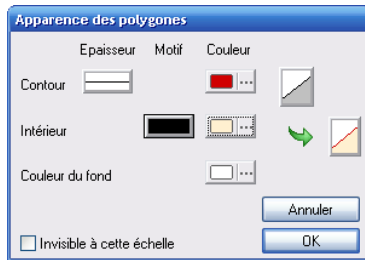 Apparence des polygones
Epaisseur Motif Couleur
Contour
...
Intérieur
...
Couleur du fond
...
Annuler
Invisible à cette échelle
OK